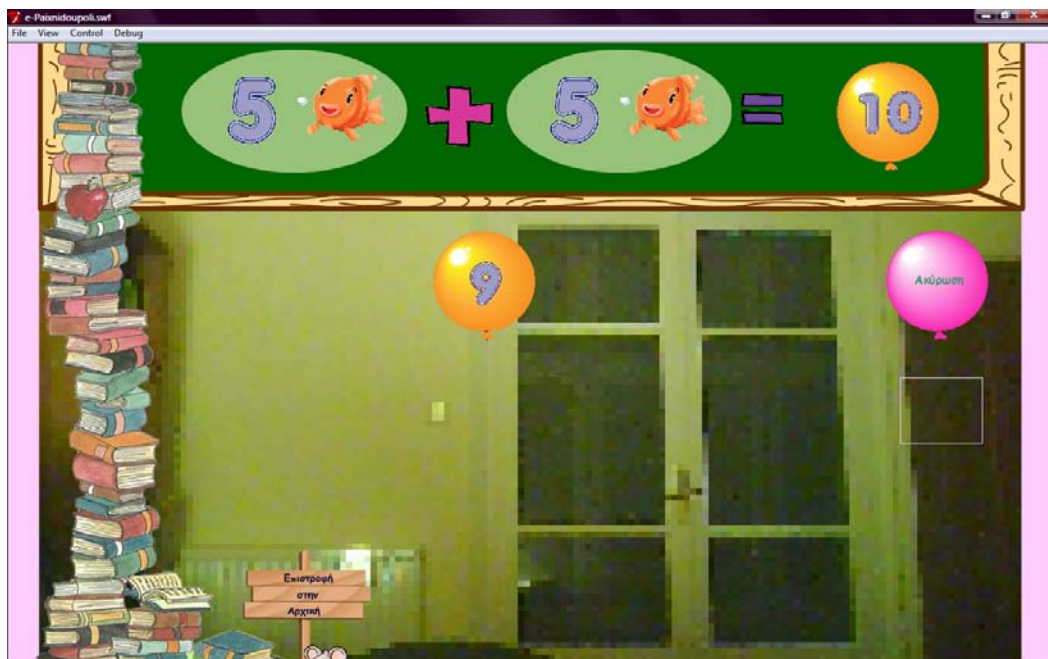 e-Paixnidoupoli.swf
File View Control Debug
5 + 5 = 10
9
Ακύρωση
Επιστροφή
στην
Αρχική